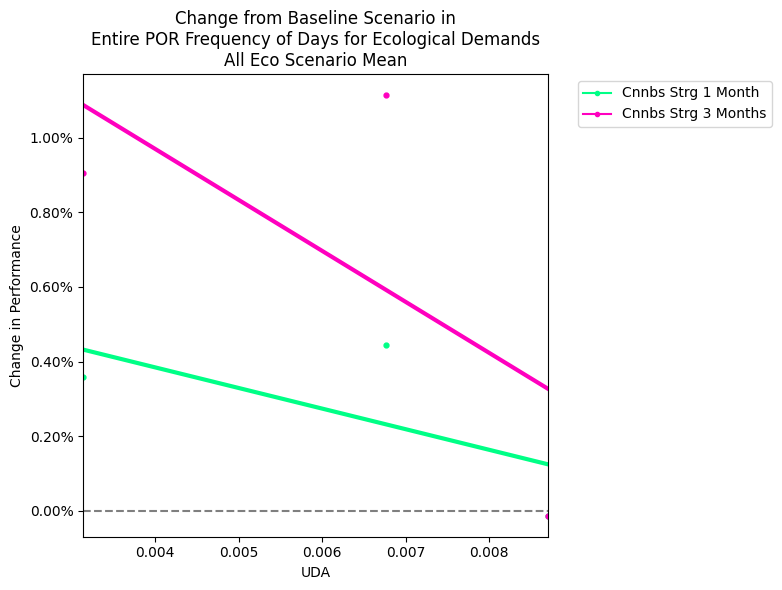 Change from Baseline Scenario in
Entire POR Frequency of Days for Ecological Demands
All Eco Scenario Mean
Cnnbs Strg 1 Month
Cnnbs Strg 3 Months
Change in Performance
1.00%
0.80%
0.60%
0.40%
0.20%
0.00%
0.004
0.005
0.006
0.007
0.008
UDA